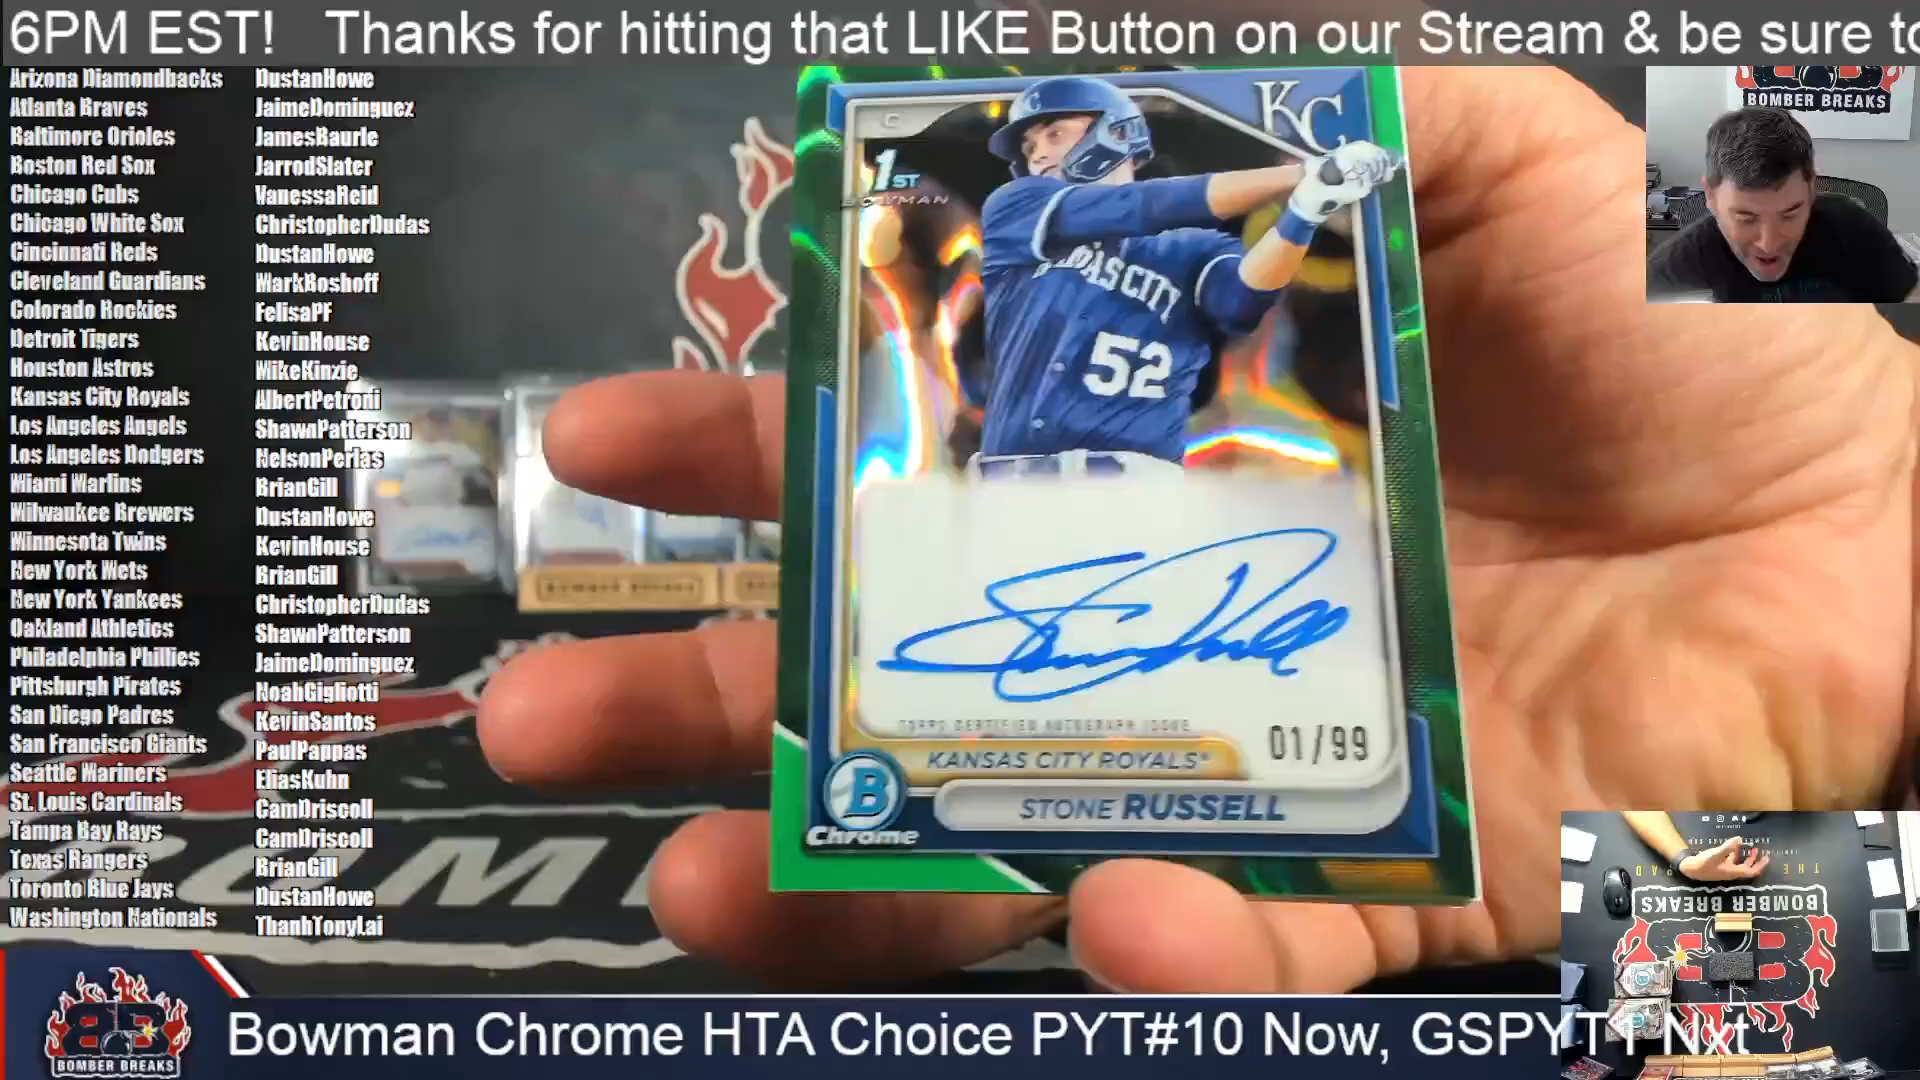 6PM EST! Thanks for hitting that LIKE Button on our Stream & be sure to
Arizona Diamondbacks DustanHowe
Atlanta Braves JaimeDominguez
Baltimore Orioles JamesBaurle
Boston Red Sox JarrodSlater
Chicago Cubs VanessaReid
Chicago White Sox ChristopherDudas
Cincinnati Reds DustanHowe
Cleveland Guardians MarkBoshoff
Colorado Rockies FelisaPF
Detroit Tigers KevinHouse
Houston Astros MikeKinzie
Kansas City Royals AlbertPetroni
Los Angeles Angels ShawnPatterson
Los Angeles Dodgers NelsonPerlas
Miami Marlins BrianGill
Milwaukee Brewers DustanHowe
Minnesota Twins KevinHouse
New York Mets BrianGill
New York Yankees ChristopherDudas
Oakland Athletics ShawnPatterson
Philadelphia Phillies JaimeDominguez
Pittsburgh Pirates NoahGigliotti
San Diego Padres KevinSantos
San Francisco Giants PaulPappas
Seattle Mariners EliasKuhn
St. Louis Cardinals CamDriscoll
Tampa Bay Rays CamDriscoll
Texas Rangers BrianGill
Toronto Blue Jays DustanHowe
Washington Nationals ThanhTonyLai
C
KC
1ST
BOWMAN
52
TOPPS CERTIFIED AUTOGRAPH ISSUE
01/99
KANSAS CITY ROYALS®
STONE RUSSELL
B
Chrome
BOMBER BREAKS
BOMBER BREAKS
BOMBER BREAKS
BOMBER BREAKS
Bowman Chrome HTA Choice PYT#10 Now, GSPYT1 Nxt